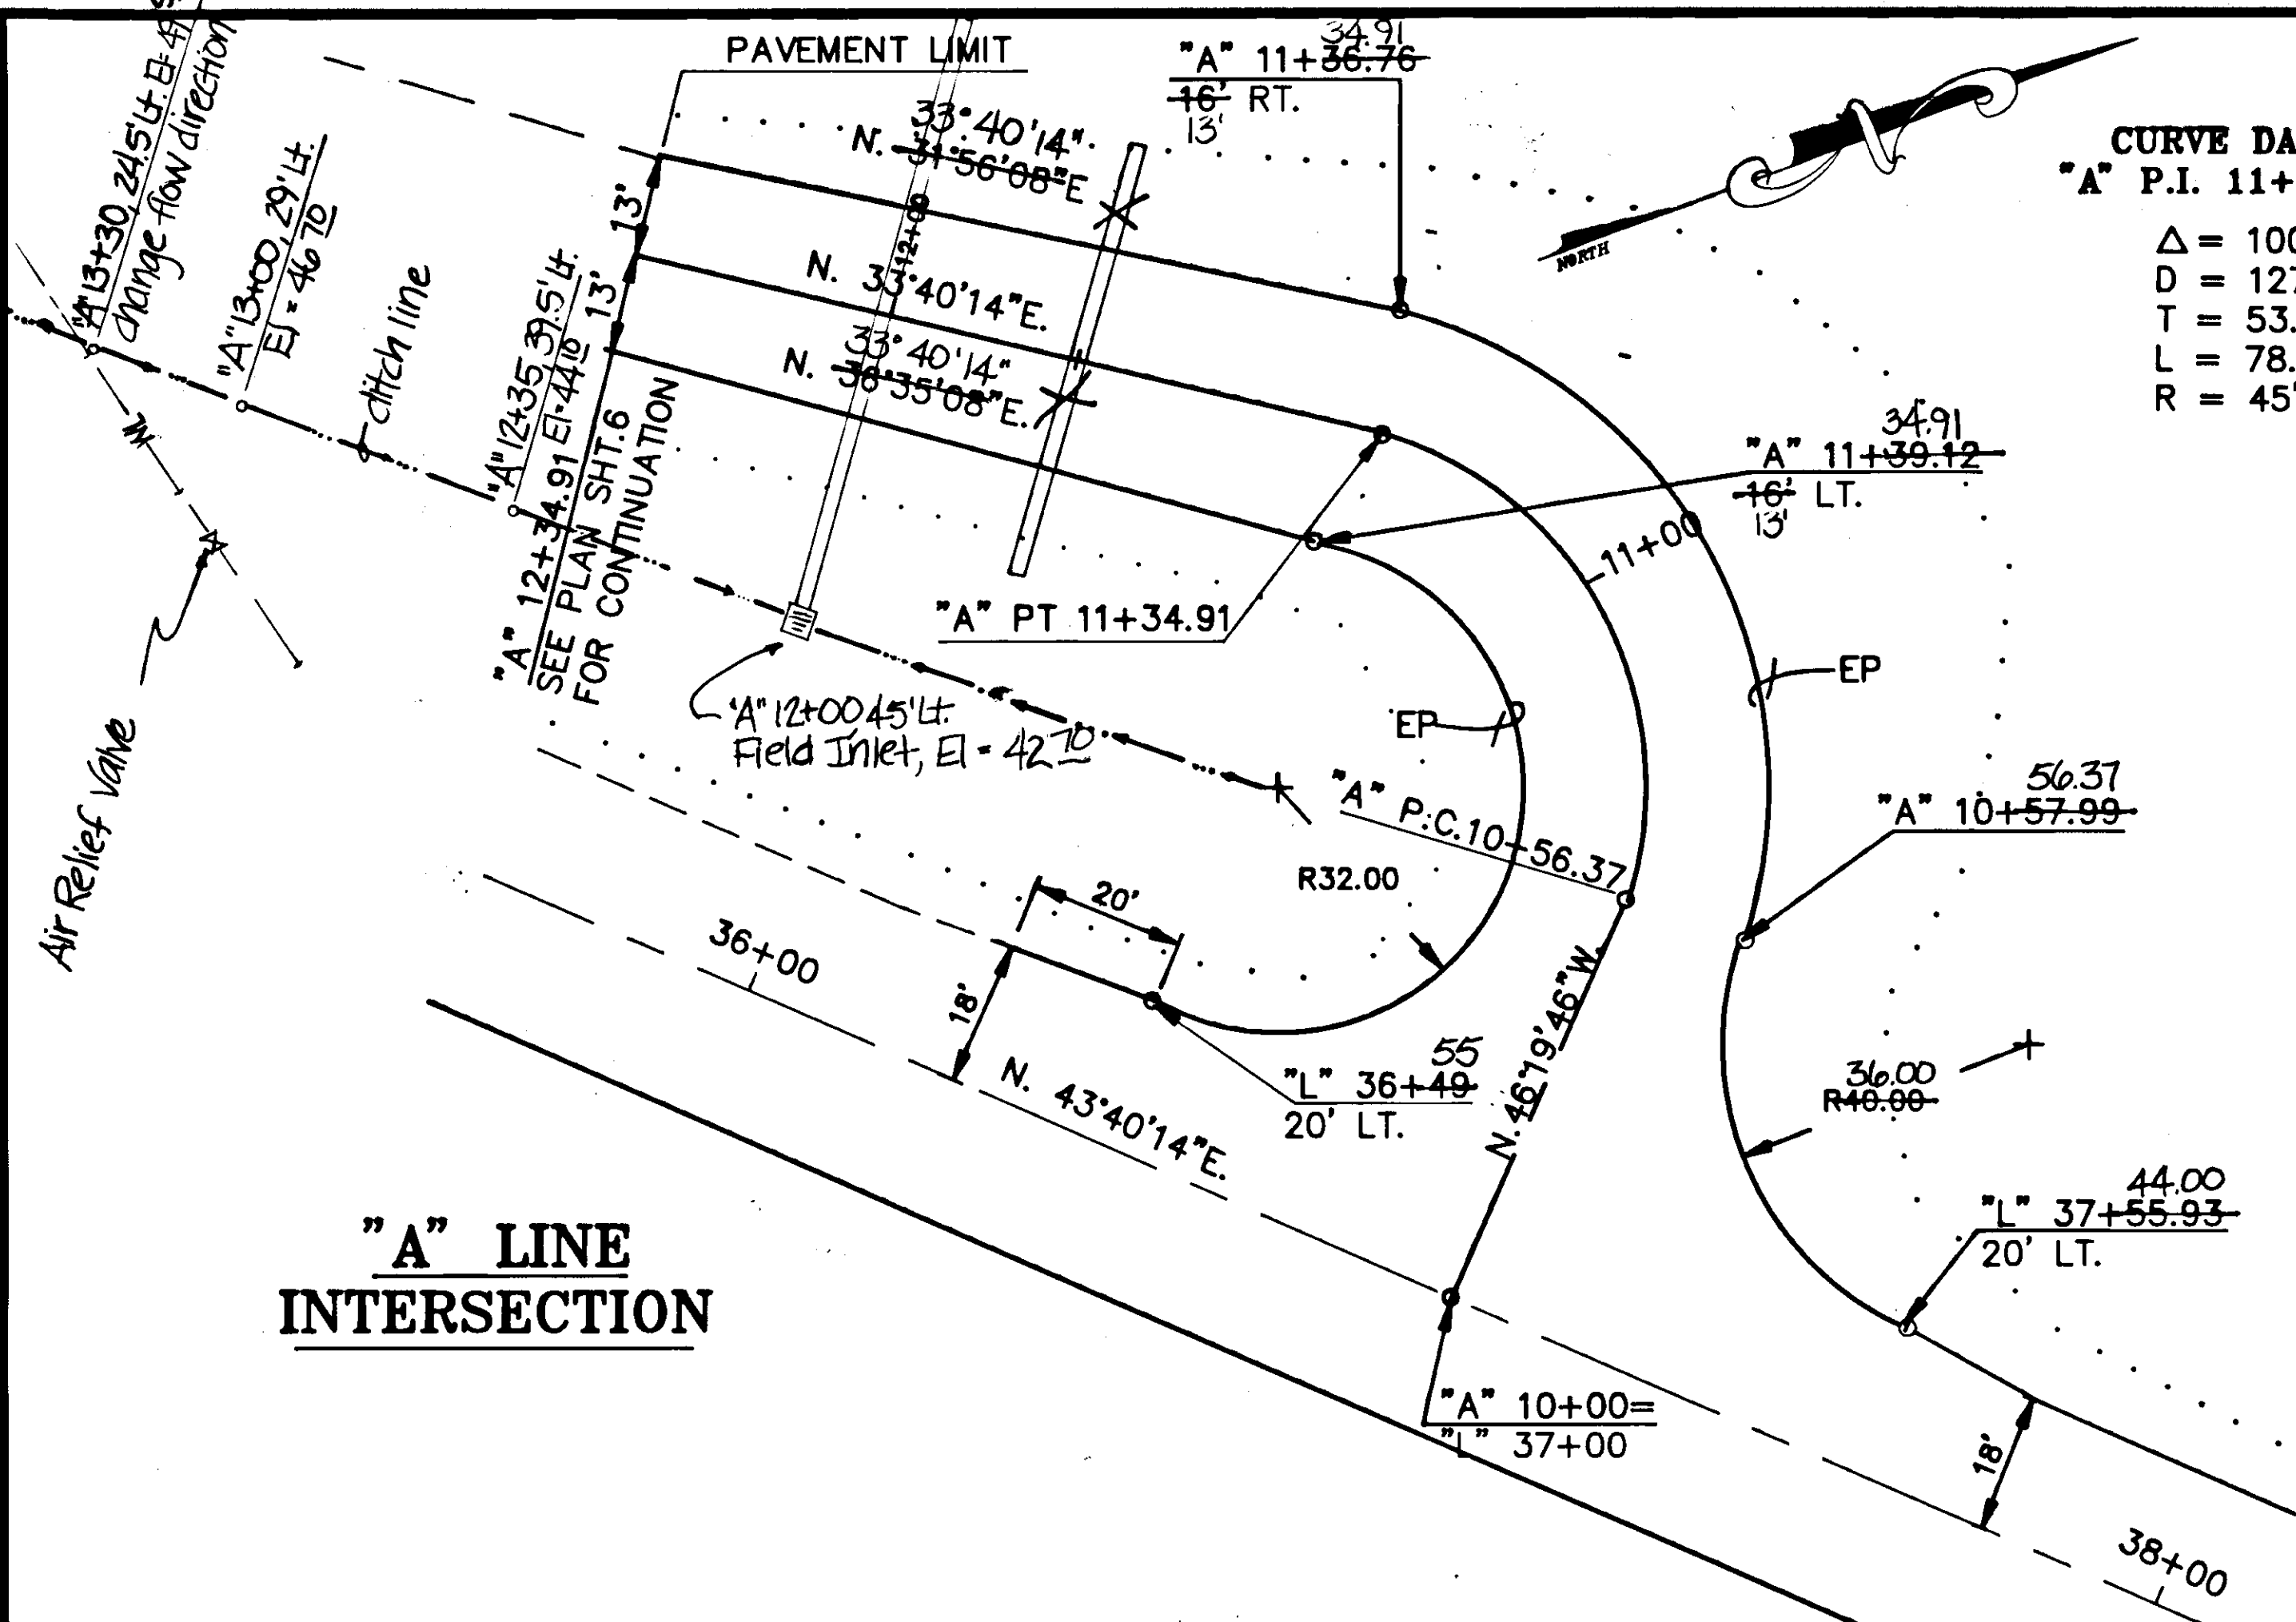 PAVEMENT LIMIT
34.91
"A" 11+36.76
16' RT.
13'
CURVE DA
"A" P.I. 11+
Δ = 100
D = 127
T = 53.
L = 78.
R = 45'
NORTH
33°40'14"
N. 31°56'08"E
12+00
N. 33°40'14"E.
33°40'14"
N. 36°35'08"E.
13'
13'
"A" 13+30, 24.5' Lt.
change flow direction
"A" 13+00, 29' Lt.
El = 46 70
ditch line
"A" 12+35, 39.5' Lt.
El = 44 10
"A" 12+34.91
SEE PLAN SHT.6
FOR CONTINUATION
34.91
"A" 11+39.12
16' LT.
13'
11+00
"A" PT 11+34.91
EP
EP
"A" 12+00 45' Lt.
Field Inlet, El = 42 70
Air Relief Valve
"A" P.C.10+56.37
R32.00
56.37
"A" 10+57.99
20'
36+00
18'
N. 43°40'14"E.
55
"L" 36+49
20' LT.
N.46°19'46"W.
36.00
R40.00
44.00
"L" 37+55.93
20' LT.
"A" LINE
INTERSECTION
"A" 10+00=
"L" 37+00
18'
38+00